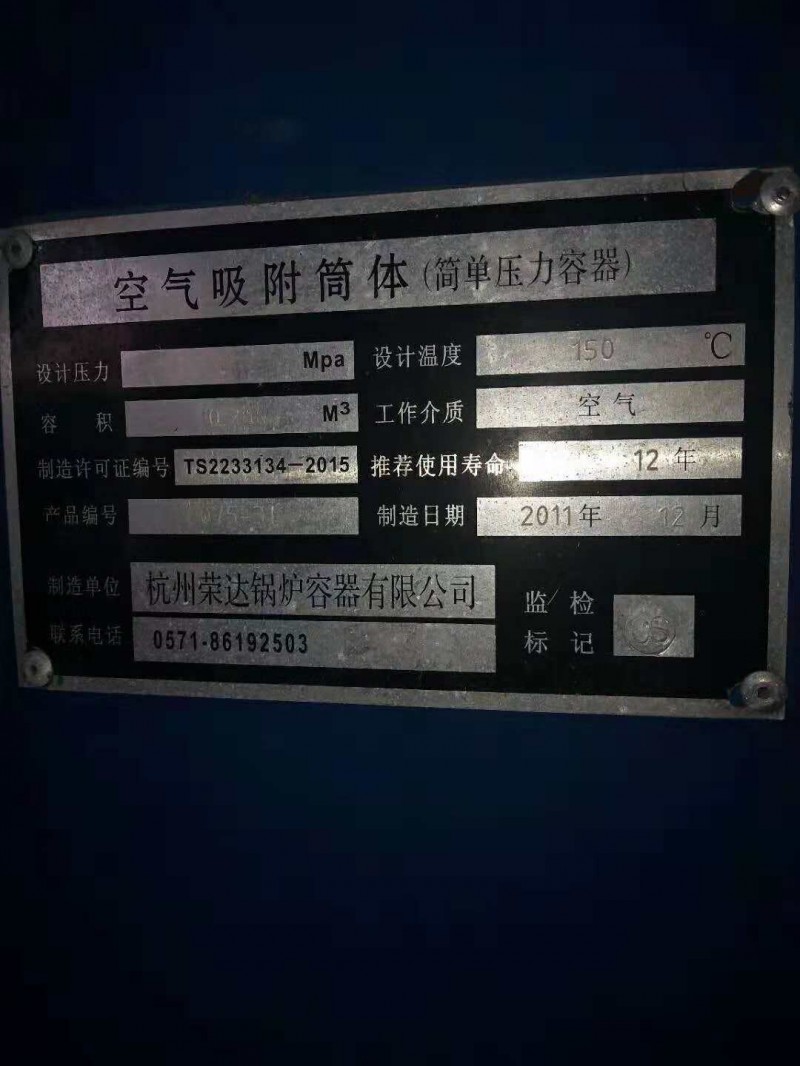 空气吸附筒体(简单压力容器)
设计压力 Mpa 设计温度 150 ℃
容积 M³ 工作介质 空气
制造许可证编号 TS2233134-2015 推荐使用寿命 12年
产品编号 制造日期 2011年 12月
制造单位 杭州荣达锅炉容器有限公司
联系电话 0571-86192503
监检标记